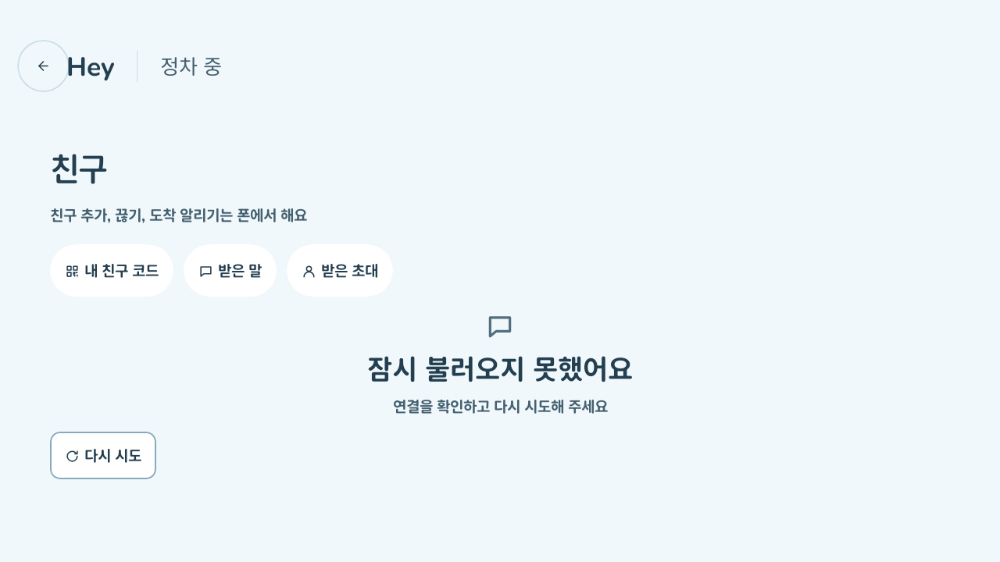 Hey
정차 중
친구
친구 추가, 끊기, 도착 알리기는 폰에서 해요
내 친구 코드
받은 말
받은 초대
잠시 불러오지 못했어요
연결을 확인하고 다시 시도해 주세요
다시 시도